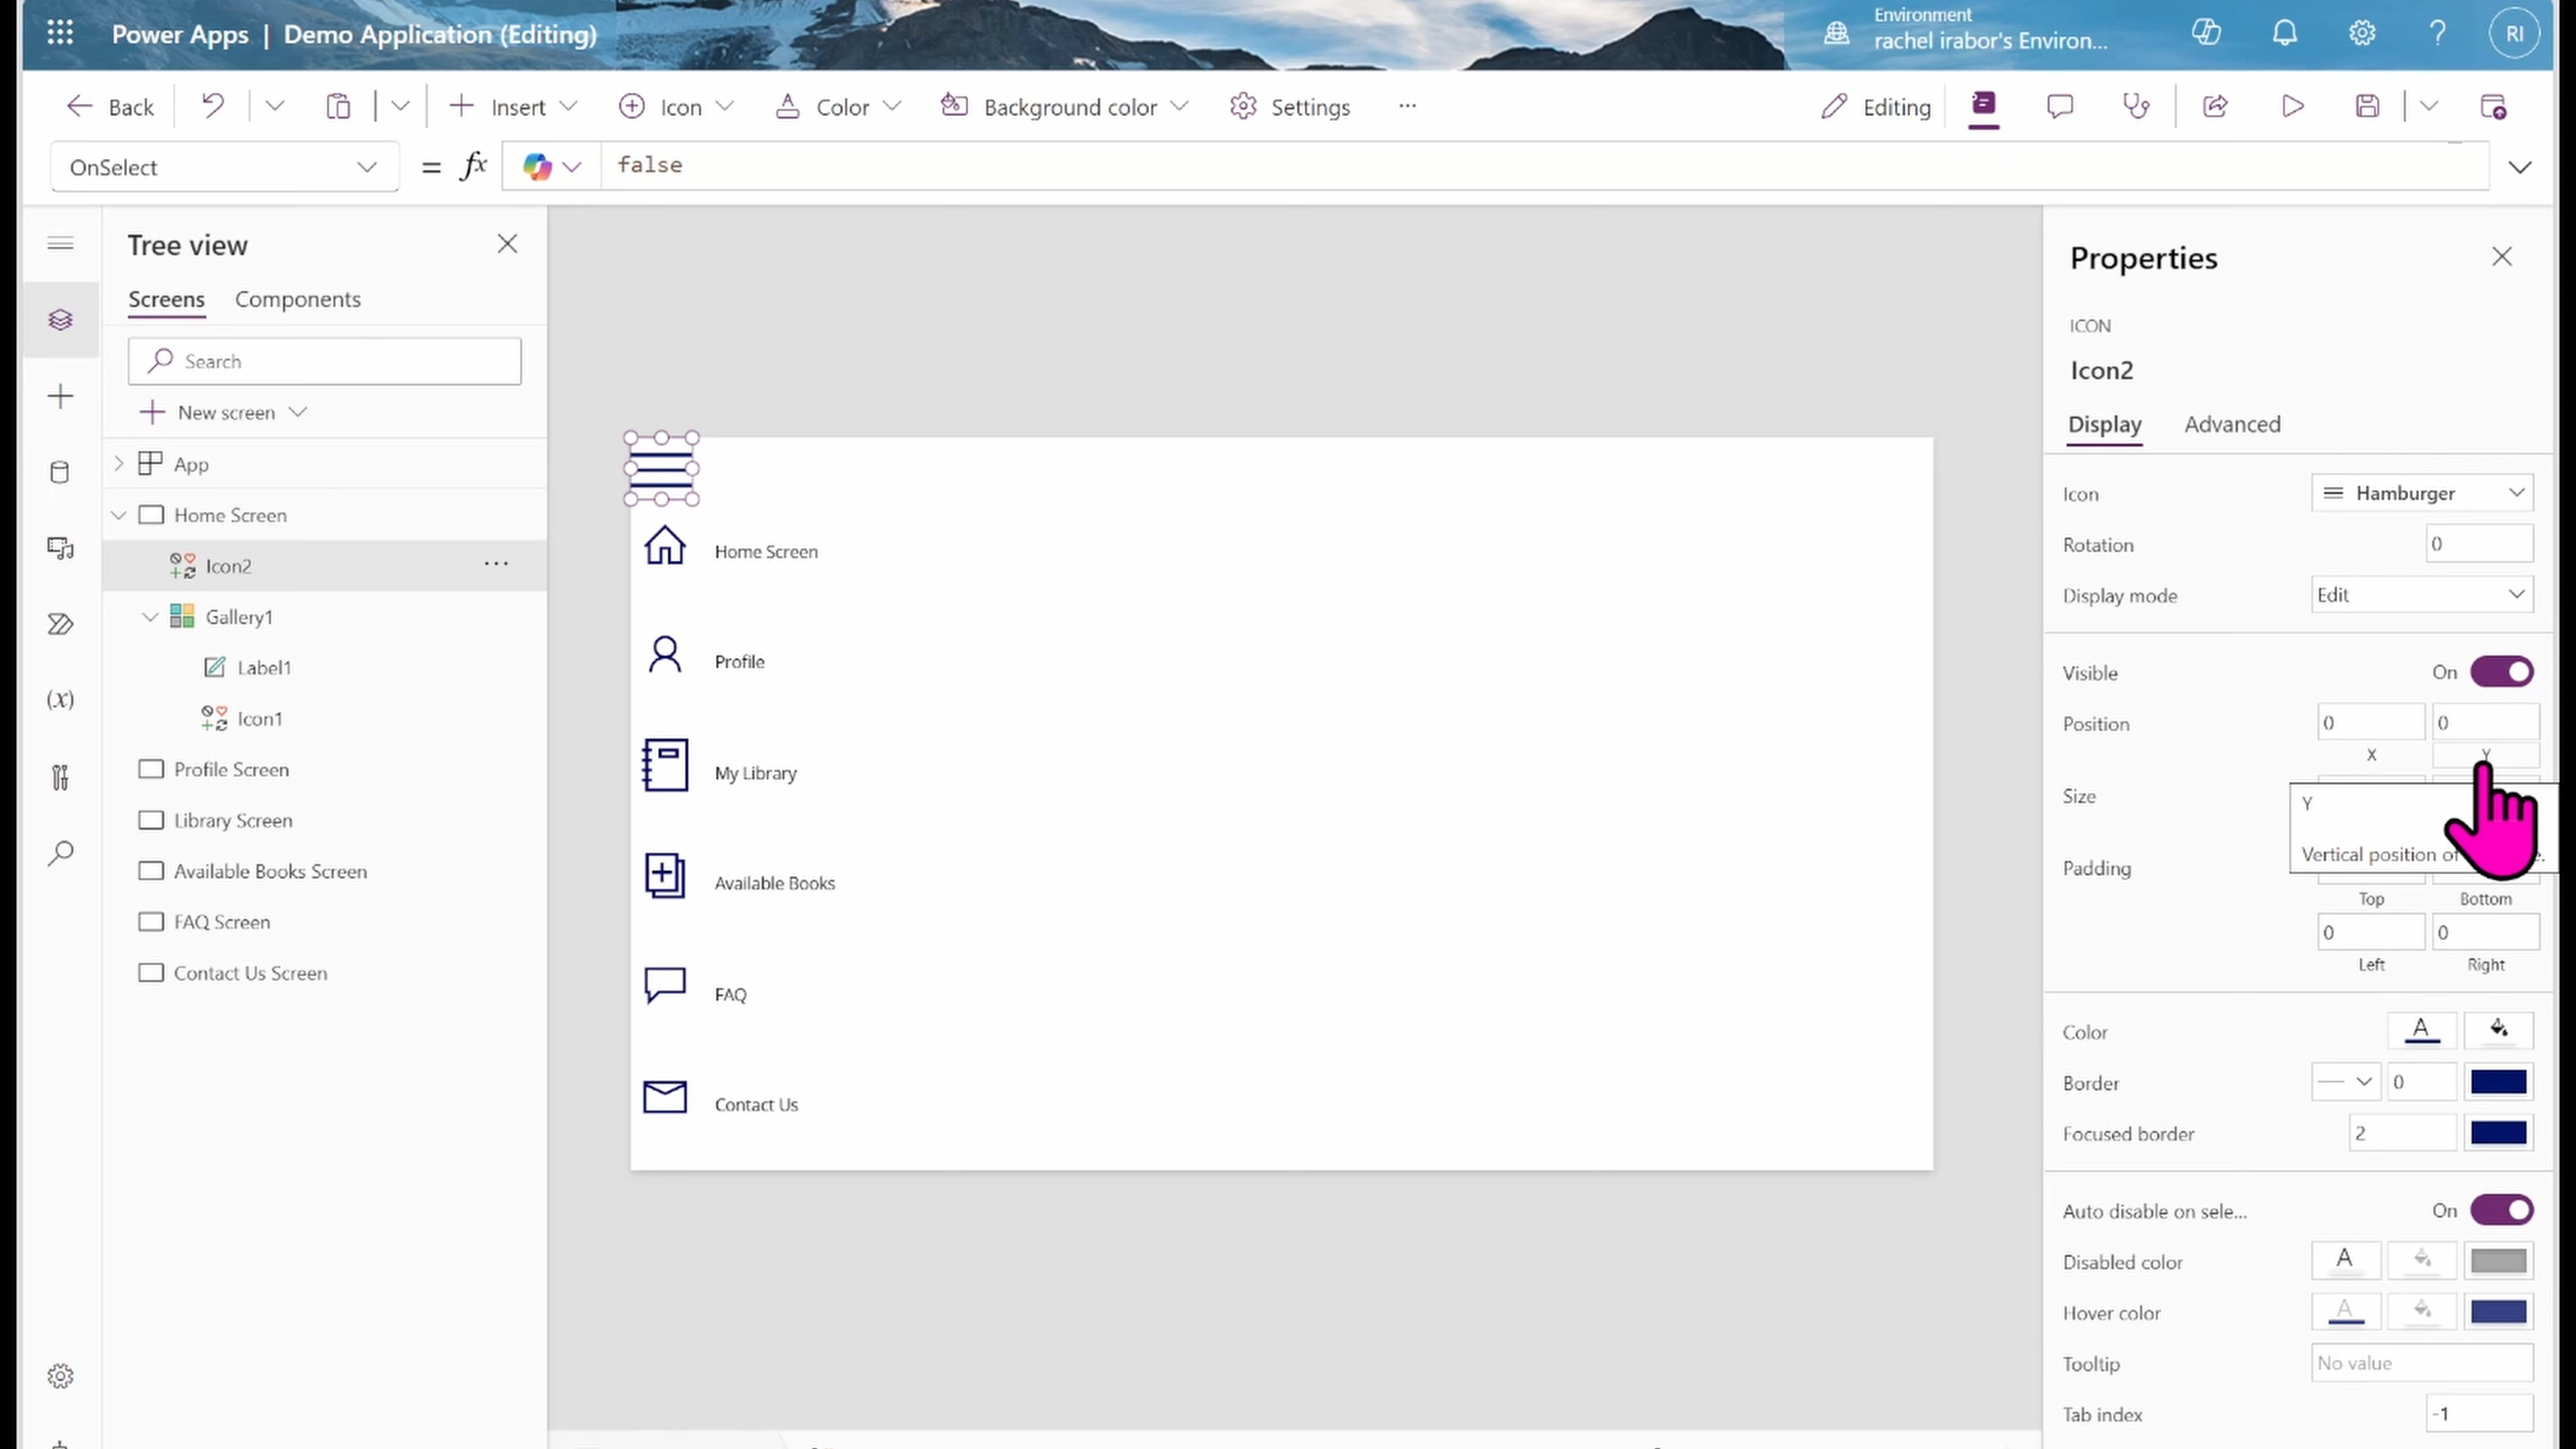 Power Apps | Demo Application (Editing)
Environment
rachel irabor's Environ...
RI
Back
Insert
Icon
Color
Background color
Settings
...
Editing
OnSelect
= fx
false
Tree view
Screens
Components
Search
New screen
App
Home Screen
Icon2
...
Gallery1
Label1
Icon1
Profile Screen
Library Screen
Available Books Screen
FAQ Screen
Contact Us Screen
Home Screen
Profile
My Library
Available Books
FAQ
Contact Us
Properties
ICON
Icon2
Display
Advanced
Icon
Hamburger
Rotation
0
Display mode
Edit
Visible
On
Position
0
0
X
Y
Size
Y
Vertical position of
Padding
Top
Bottom
0
0
Left
Right
Color
A
Border
0
Focused border
2
Auto disable on sele...
On
Disabled color
A
Hover color
A
Tooltip
No value
Tab index
-1